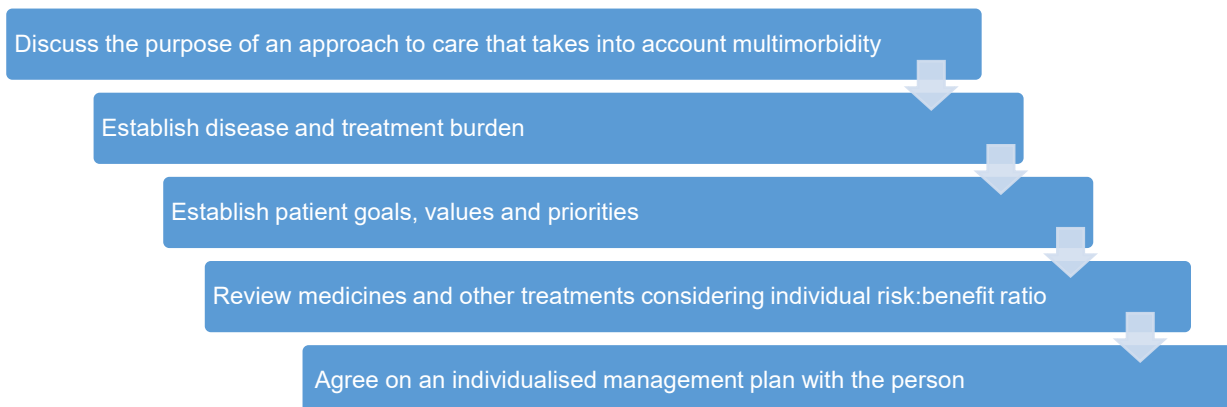 Discuss the purpose of an approach to care that takes into account multimorbidity
Establish disease and treatment burden
Establish patient goals, values and priorities
Review medicines and other treatments considering individual risk:benefit ratio
Agree on an individualised management plan with the person